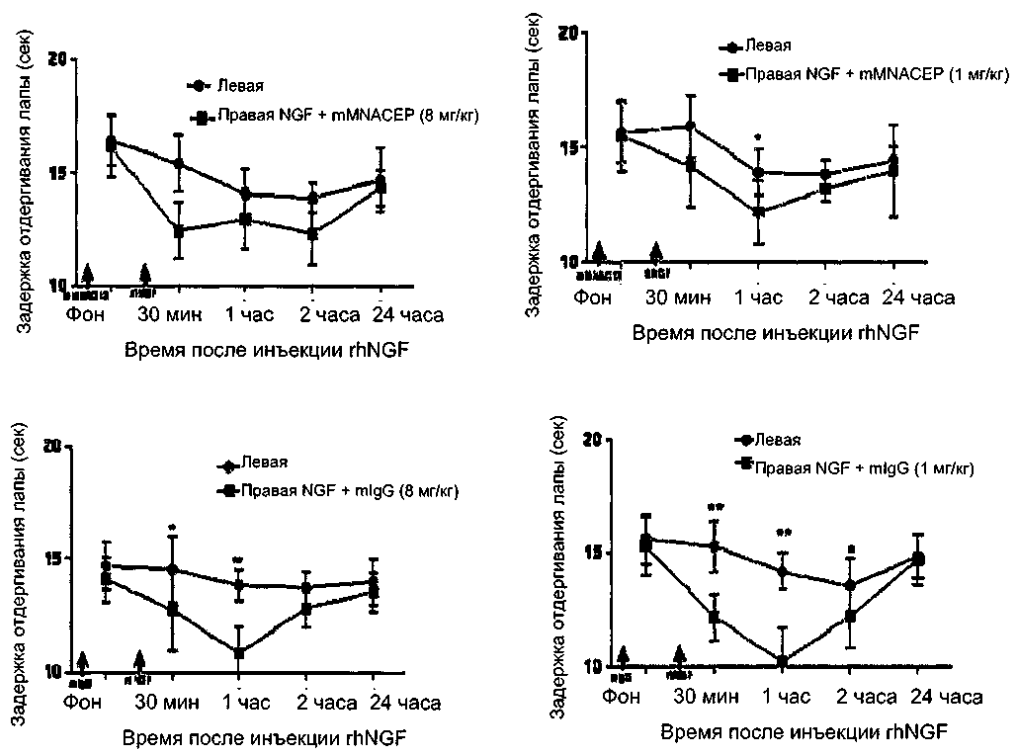 Задержка отдергивания лапы (сек)
20
15
10
Левая
Правая NGF + mMNACEP (8 мг/кг)
Фон 30 мин 1 час 2 часа 24 часа
Время после инъекции rhNGF
Задержка отдергивания лапы (сек)
20
15
10
Левая
Правая NGF + mMNACEP (1 мг/кг)
*
Фон 30 мин 1 час 2 часа 24 часа
Время после инъекции rhNGF
Задержка отдергивания лапы (сек)
20
15
10
Левая
Правая NGF + mIgG (8 мг/кг)
*
Фон 30 мин 1 час 2 часа 24 часа
Время после инъекции rhNGF
Задержка отдергивания лапы (сек)
20
15
10
Левая
Правая NGF + mIgG (1 мг/кг)
** **
Фон 30 мин 1 час 2 часа 24 часа
Время после инъекции rhNGF